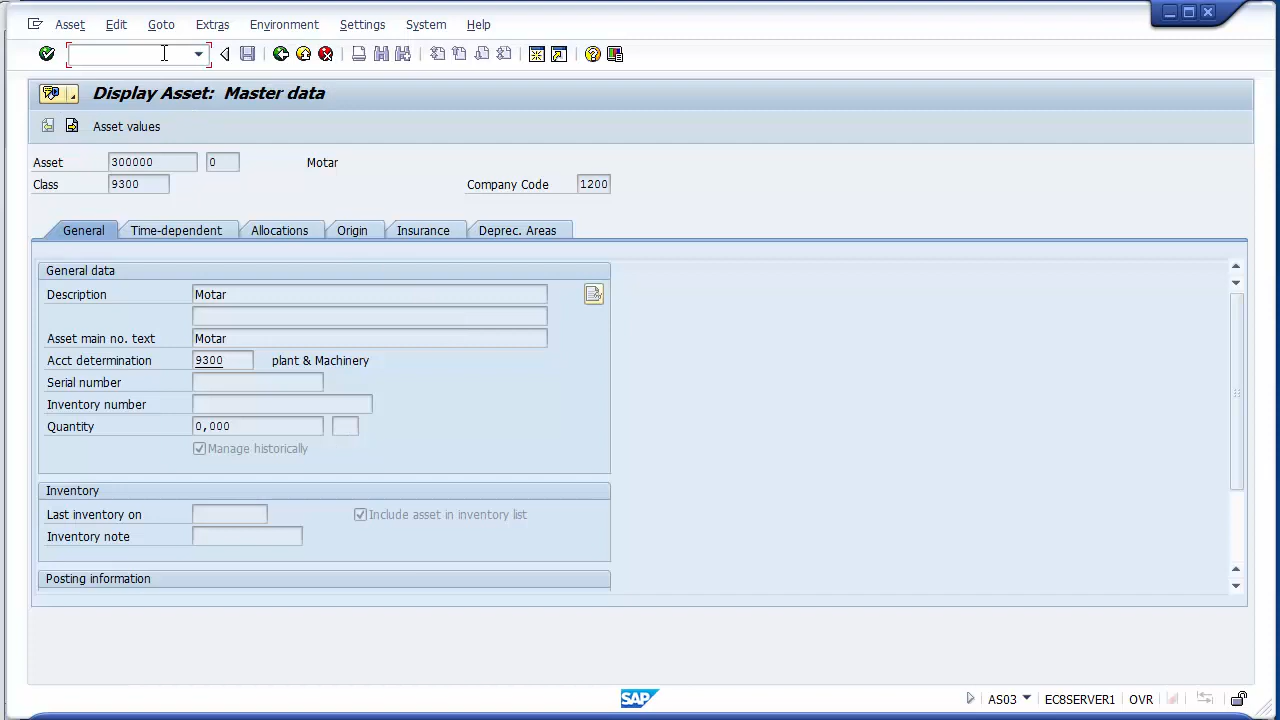 Asset Edit Goto Extras Environment Settings System Help
Display Asset: Master data
Asset values
Asset 300000 0 Motar
Class 9300 Company Code 1200
General Time-dependent Allocations Origin Insurance Deprec. Areas
General data
Description Motar
Asset main no. text Motar
Acct determination 9300 plant & Machinery
Serial number
Inventory number
Quantity 0,000
Manage historically
Inventory
Last inventory on Include asset in inventory list
Inventory note
Posting information
SAP AS03 EC8SERVER1 OVR